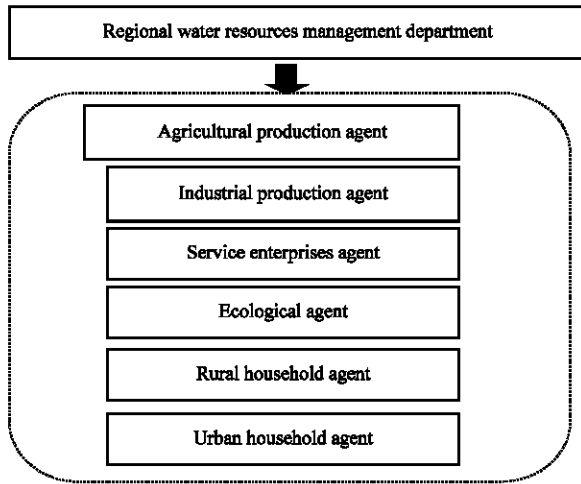 Regional water resources management department
Agricultural production agent
Industrial production agent
Service enterprises agent
Ecological agent
Rural household agent
Urban household agent